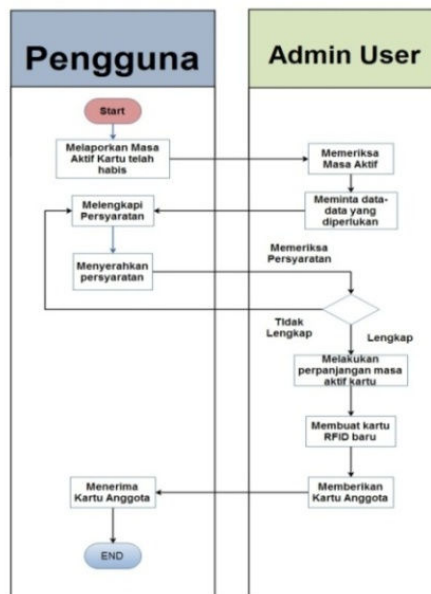 Pengguna
Admin User
Start
Melaporkan Masa
Aktif Kartu telah
habis
Memeriksa
Masa Aktif
Melengkapi
Persyaratan
Meminta data-
data yang
diperlukan
Menyerahkan
persyaratan
Memeriksa
Persyaratan
Tidak
Lengkap
Lengkap
Melakukan
perpanjangan masa
aktif kartu
Membuat kartu
RFID baru
Menerima
Kartu Anggota
Memberikan
Kartu Anggota
END